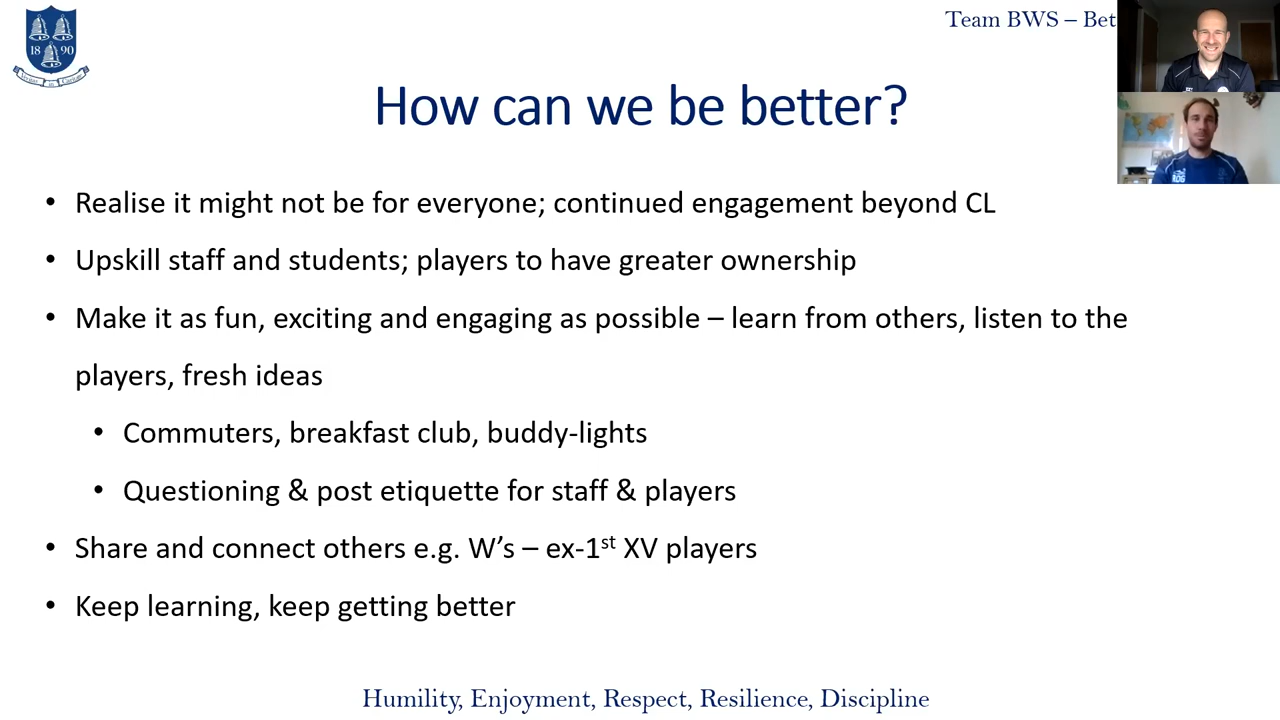 Team BWS – Bet
18 90
How can we be better?
• Realise it might not be for everyone; continued engagement beyond CL
• Upskill staff and students; players to have greater ownership
• Make it as fun, exciting and engaging as possible – learn from others, listen to the
players, fresh ideas
• Commuters, breakfast club, buddy-lights
• Questioning & post etiquette for staff & players
• Share and connect others e.g. W’s – ex-1st XV players
• Keep learning, keep getting better
Humility, Enjoyment, Respect, Resilience, Discipline